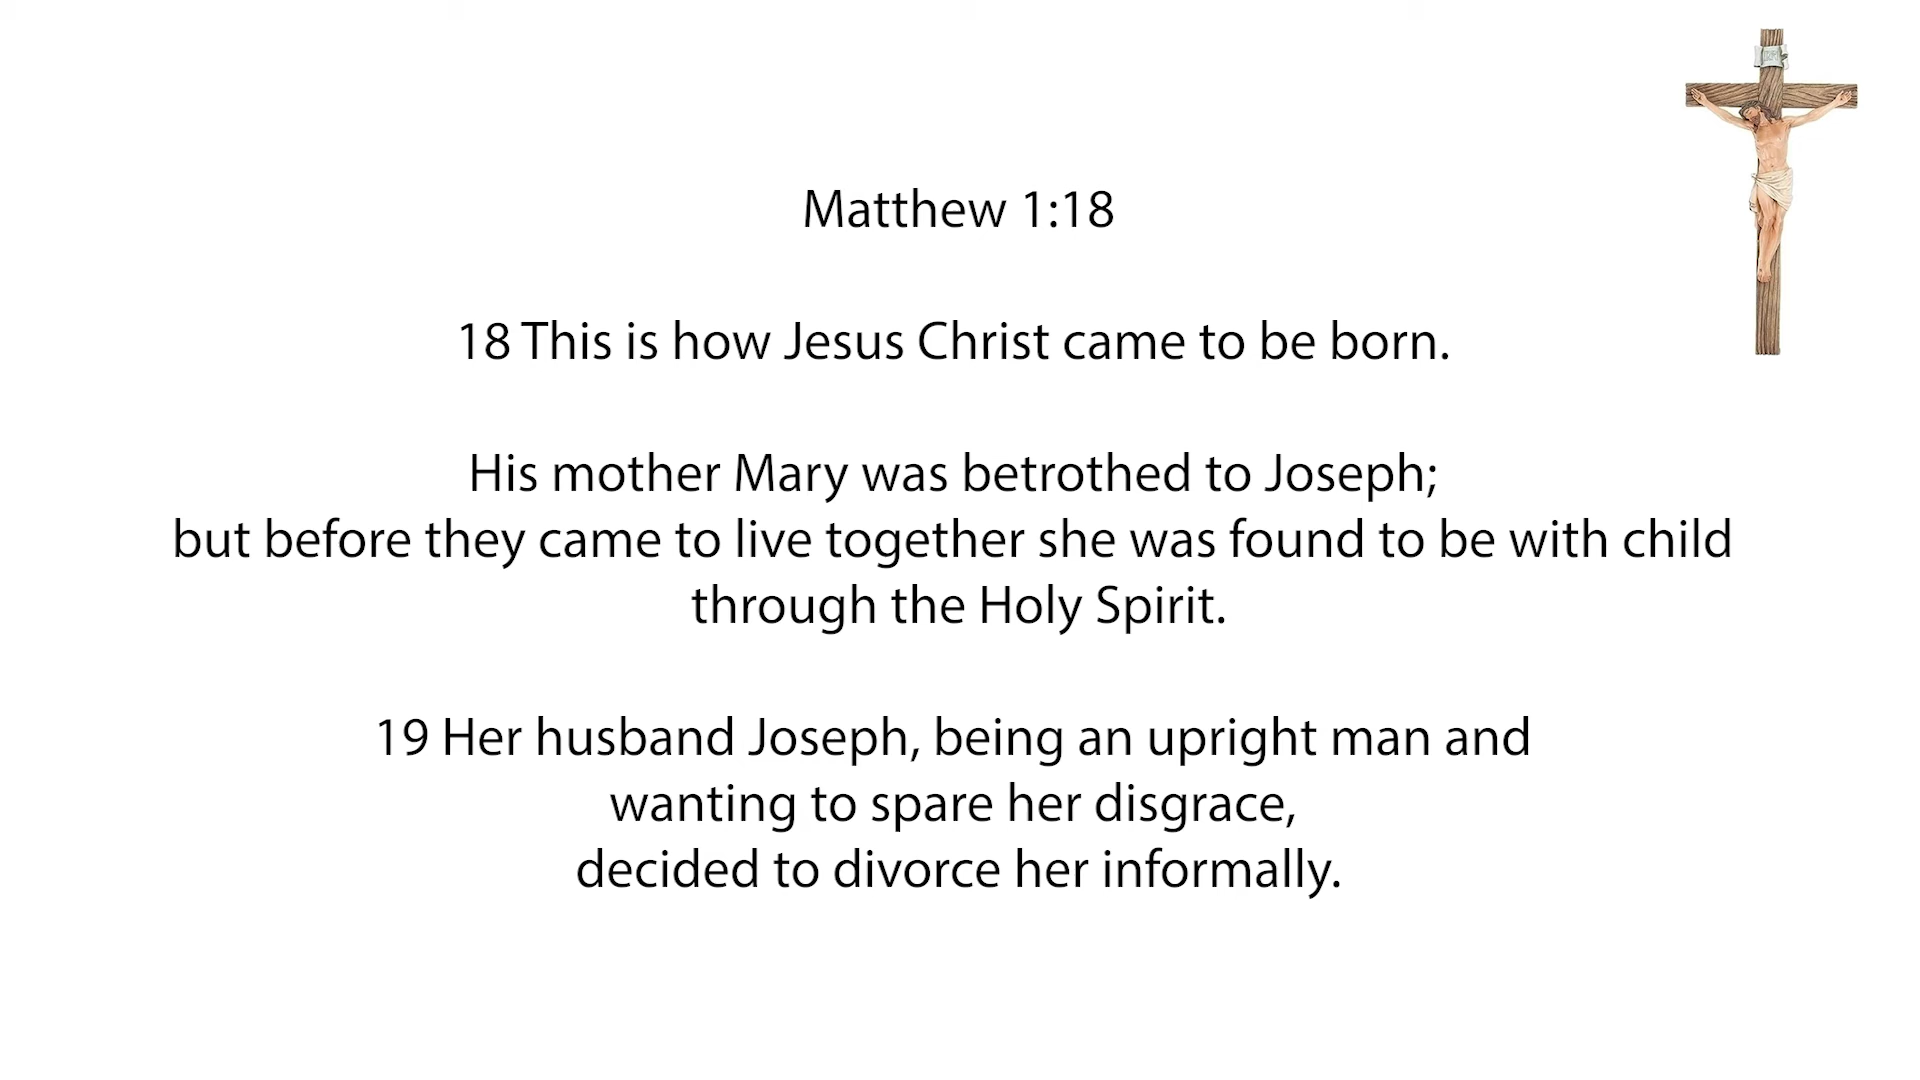 Matthew 1:18
18 This is how Jesus Christ came to be born.
His mother Mary was betrothed to Joseph;
but before they came to live together she was found to be with child
through the Holy Spirit.
19 Her husband Joseph, being an upright man and
wanting to spare her disgrace,
decided to divorce her informally.